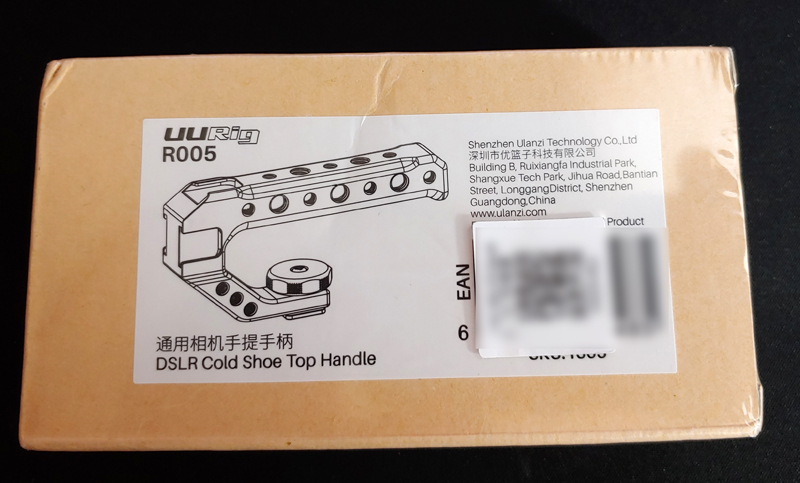 UURig
R005
通用相机手提手柄
DSLR Cold Shoe Top Handle
Shenzhen Ulanzi Technology Co.,Ltd
深圳市优篮子科技有限公司
Building B, Ruixiangfa Industrial Park,
Shangxue Tech Park, Jihua Road,Bantian
Street, LonggangDistrict, Shenzhen
Guangdong,China
www.ulanzi.com
Product
EAN
6